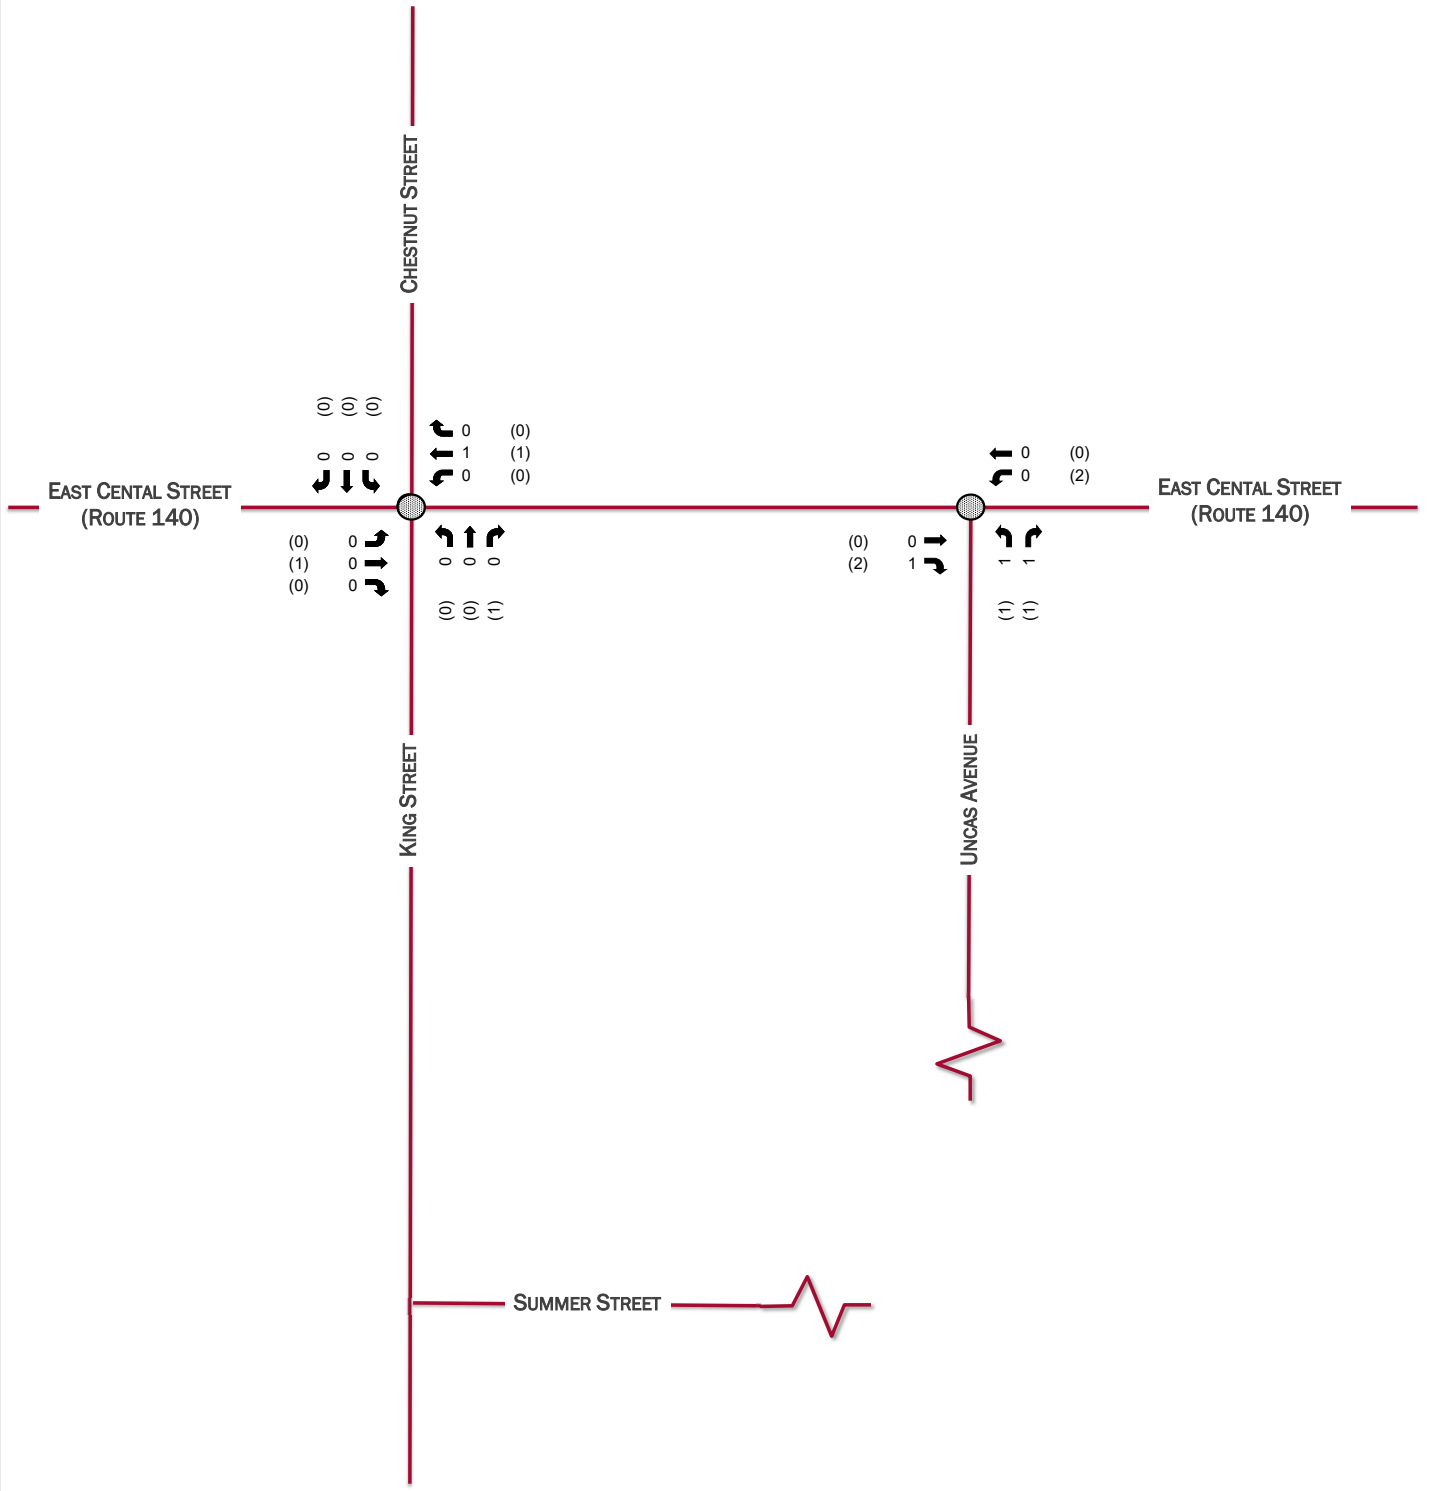 CHESTNUT STREET
(0) (0) (0)
0 0 0
0 (0)
1 (1)
0 (0)
0 (0)
0 (2)
EAST CENTAL STREET
(ROUTE 140)
EAST CENTAL STREET
(ROUTE 140)
(0) 0
(1) 0
(0) 0
0 0 0
(0) (0) (1)
(0) 0
(2) 1
1 1
(1) (1)
KING STREET
UNCAS AVENUE
SUMMER STREET